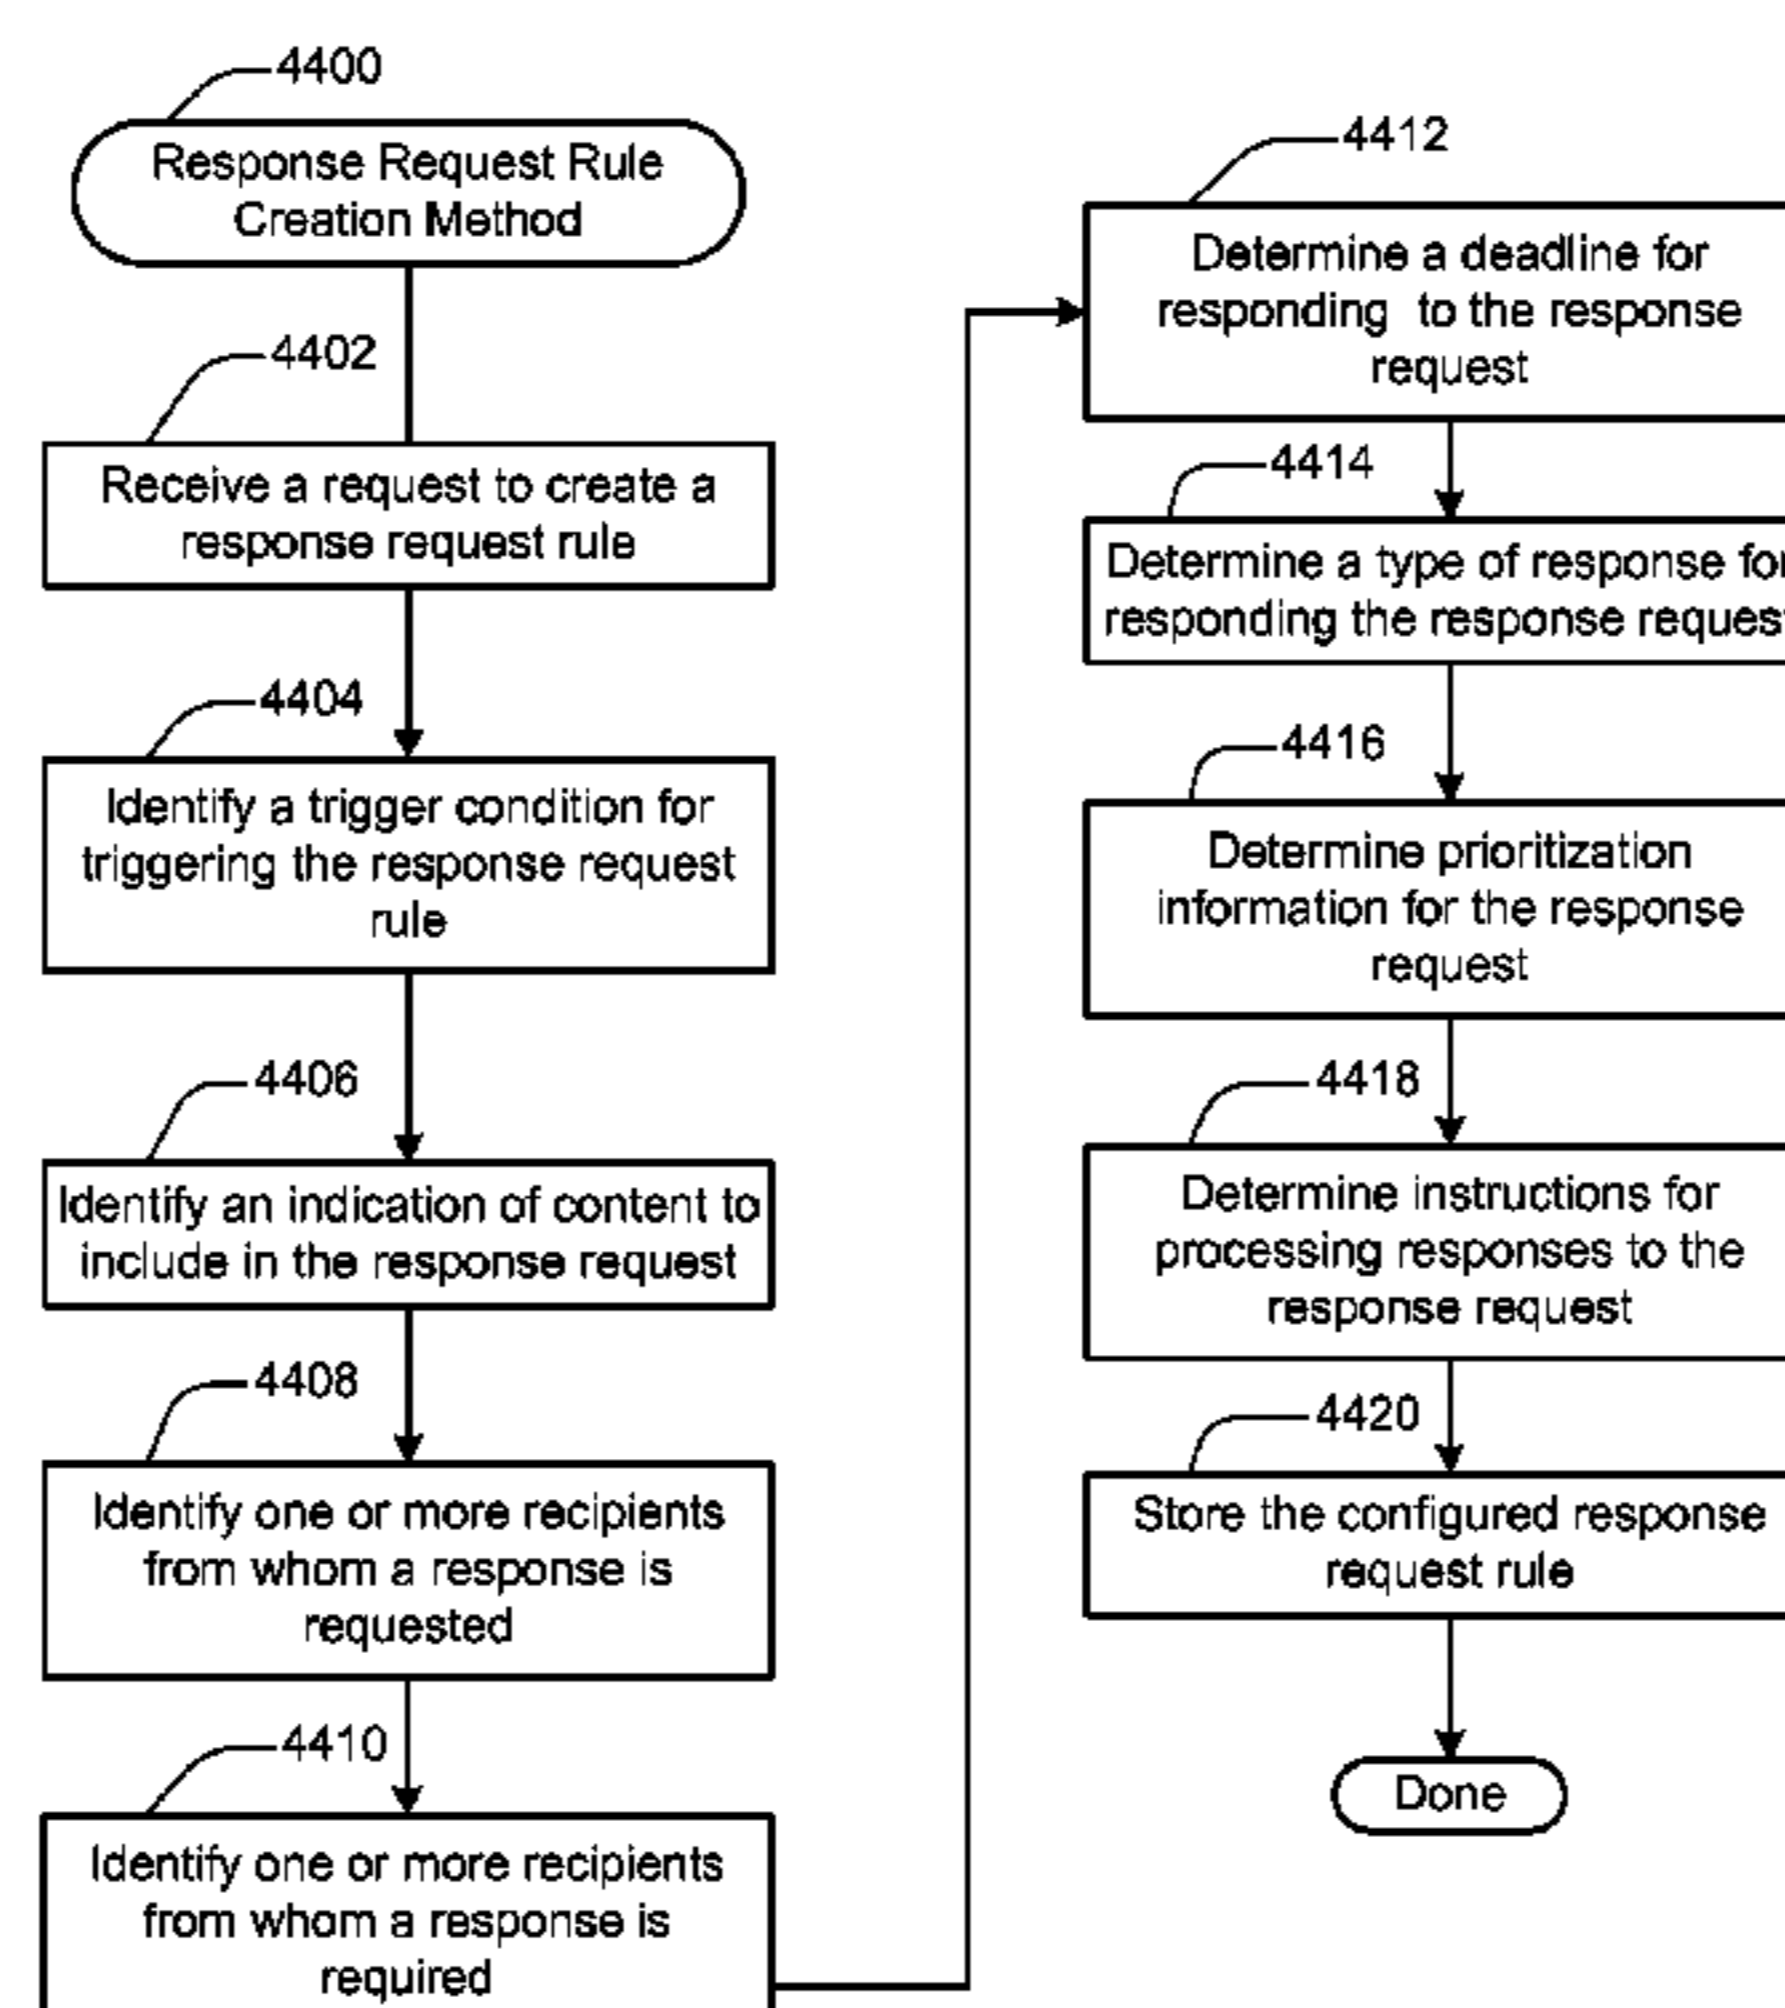 4400
Response Request Rule
Creation Method
4402
Receive a request to create a
response request rule
4404
Identify a trigger condition for
triggering the response request
rule
4406
Identify an indication of content to
include in the response request
4408
Identify one or more recipients
from whom a response is
requested
4410
Identify one or more recipients
from whom a response is
required
4412
Determine a deadline for
responding to the response
request
4414
Determine a type of response for
responding the response request
4416
Determine prioritization
information for the response
request
4418
Determine instructions for
processing responses to the
response request
4420
Store the configured response
request rule
Done